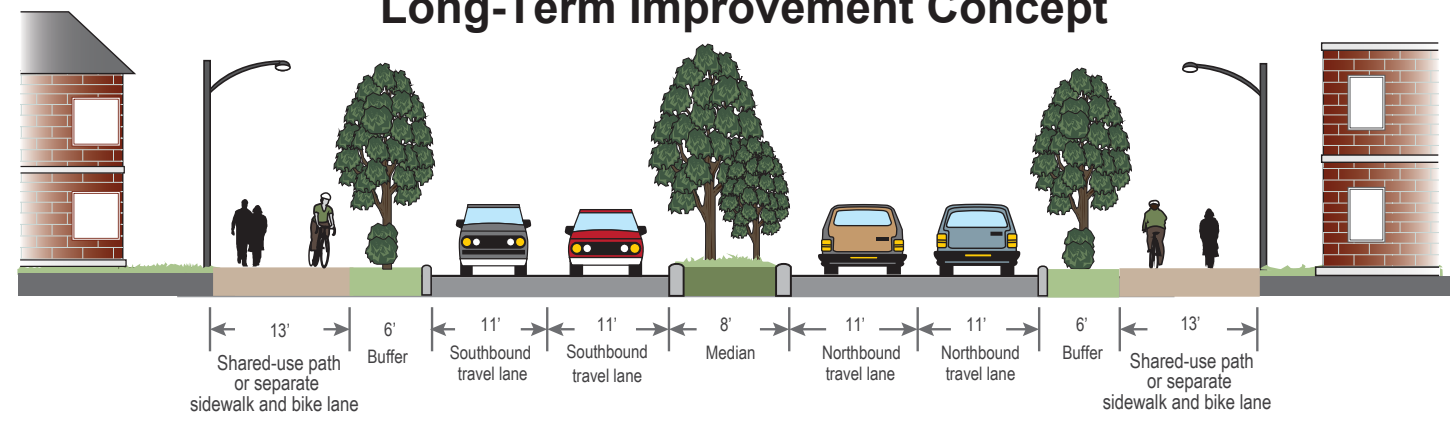 Long-Term Improvement Concept
13’
Shared-use path
or separate
sidewalk and bike lane
6’
Buffer
11’
Southbound
travel lane
11’
Southbound
travel lane
8’
Median
11’
Northbound
travel lane
11’
Northbound
travel lane
6’
Buffer
13’
Shared-use path
or separate
sidewalk and bike lane